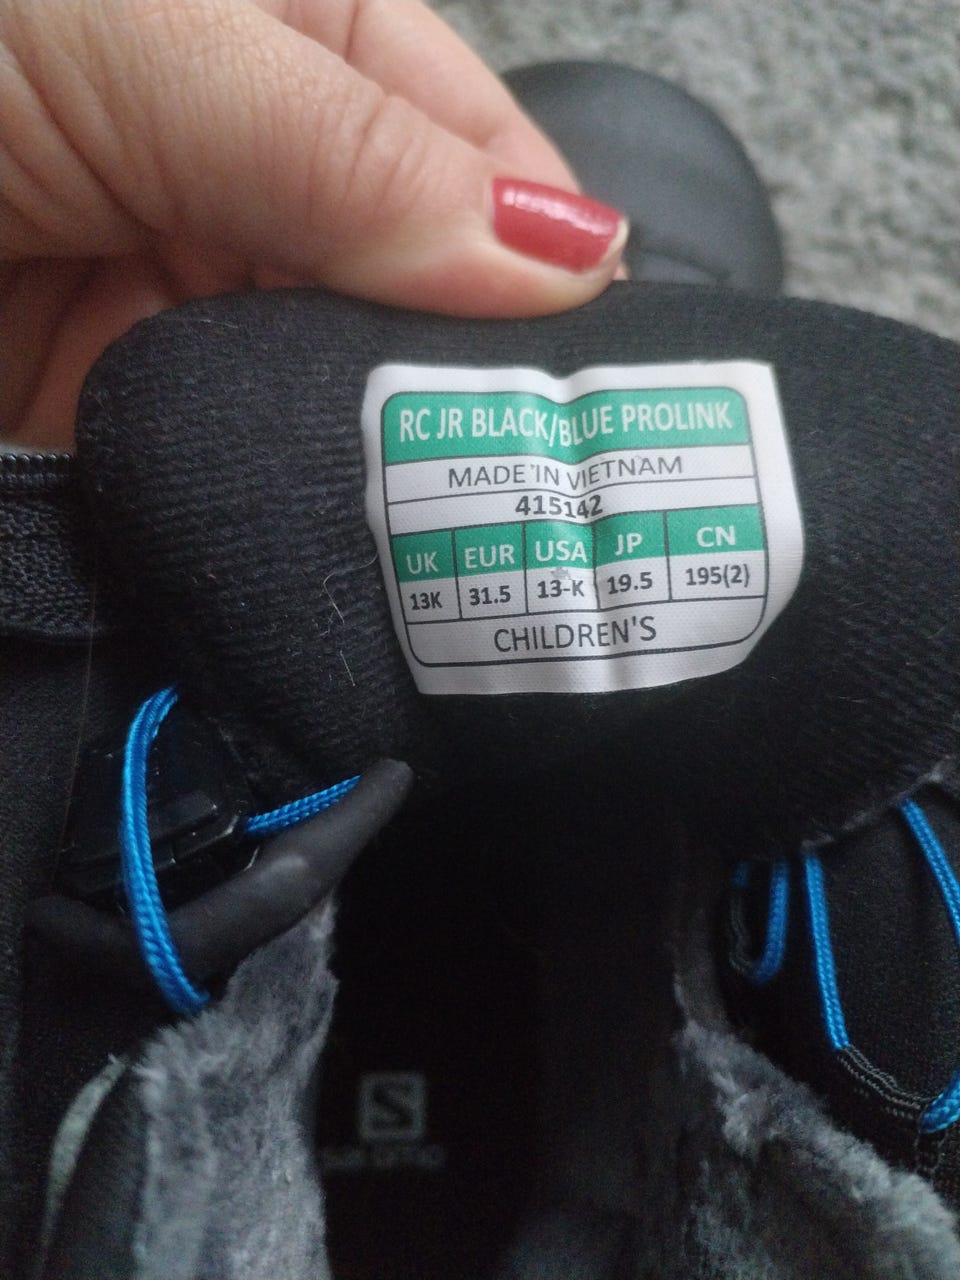 RC JR BLACK/BLUE PROLINK
MADE IN VIETNAM
415142
UK EUR USA JP CN
13K 31.5 13-K 19.5 195(2)
CHILDREN'S
S